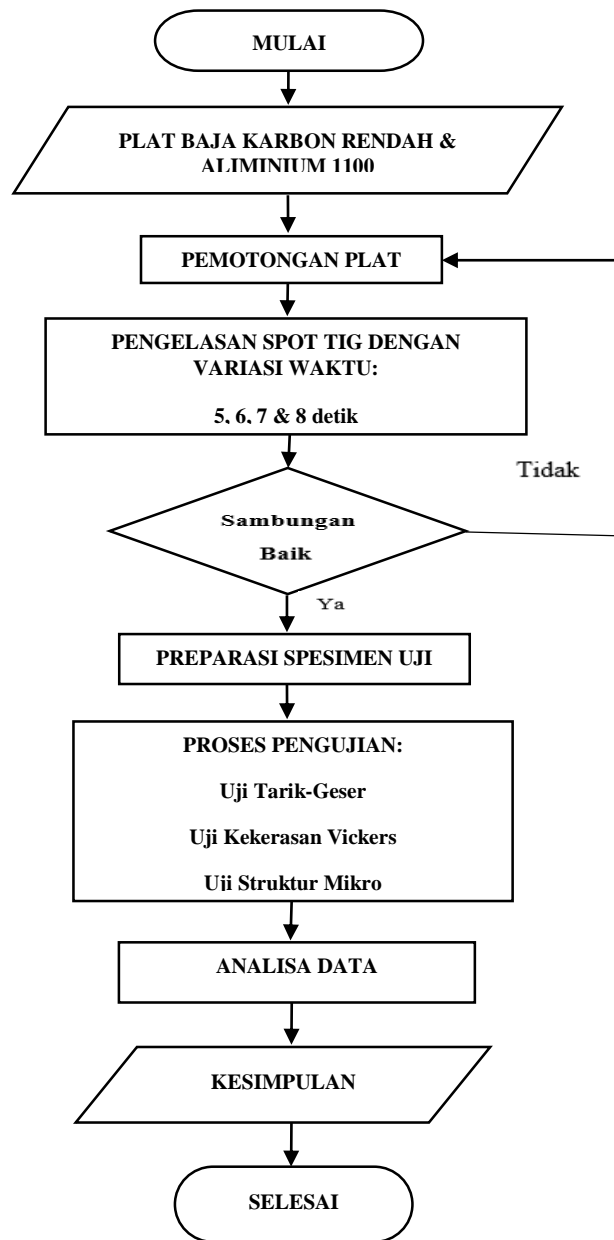 MULAI
PLAT BAJA KARBON RENDAH &
ALIMINIUM 1100
PEMOTONGAN PLAT
PENGELASAN SPOT TIG DENGAN
VARIASI WAKTU:
5, 6, 7 & 8 detik
Tidak
Sambungan
Baik
Ya
PREPARASI SPESIMEN UJI
PROSES PENGUJIAN:
Uji Tarik-Geser
Uji Kekerasan Vickers
Uji Struktur Mikro
ANALISA DATA
KESIMPULAN
SELESAI